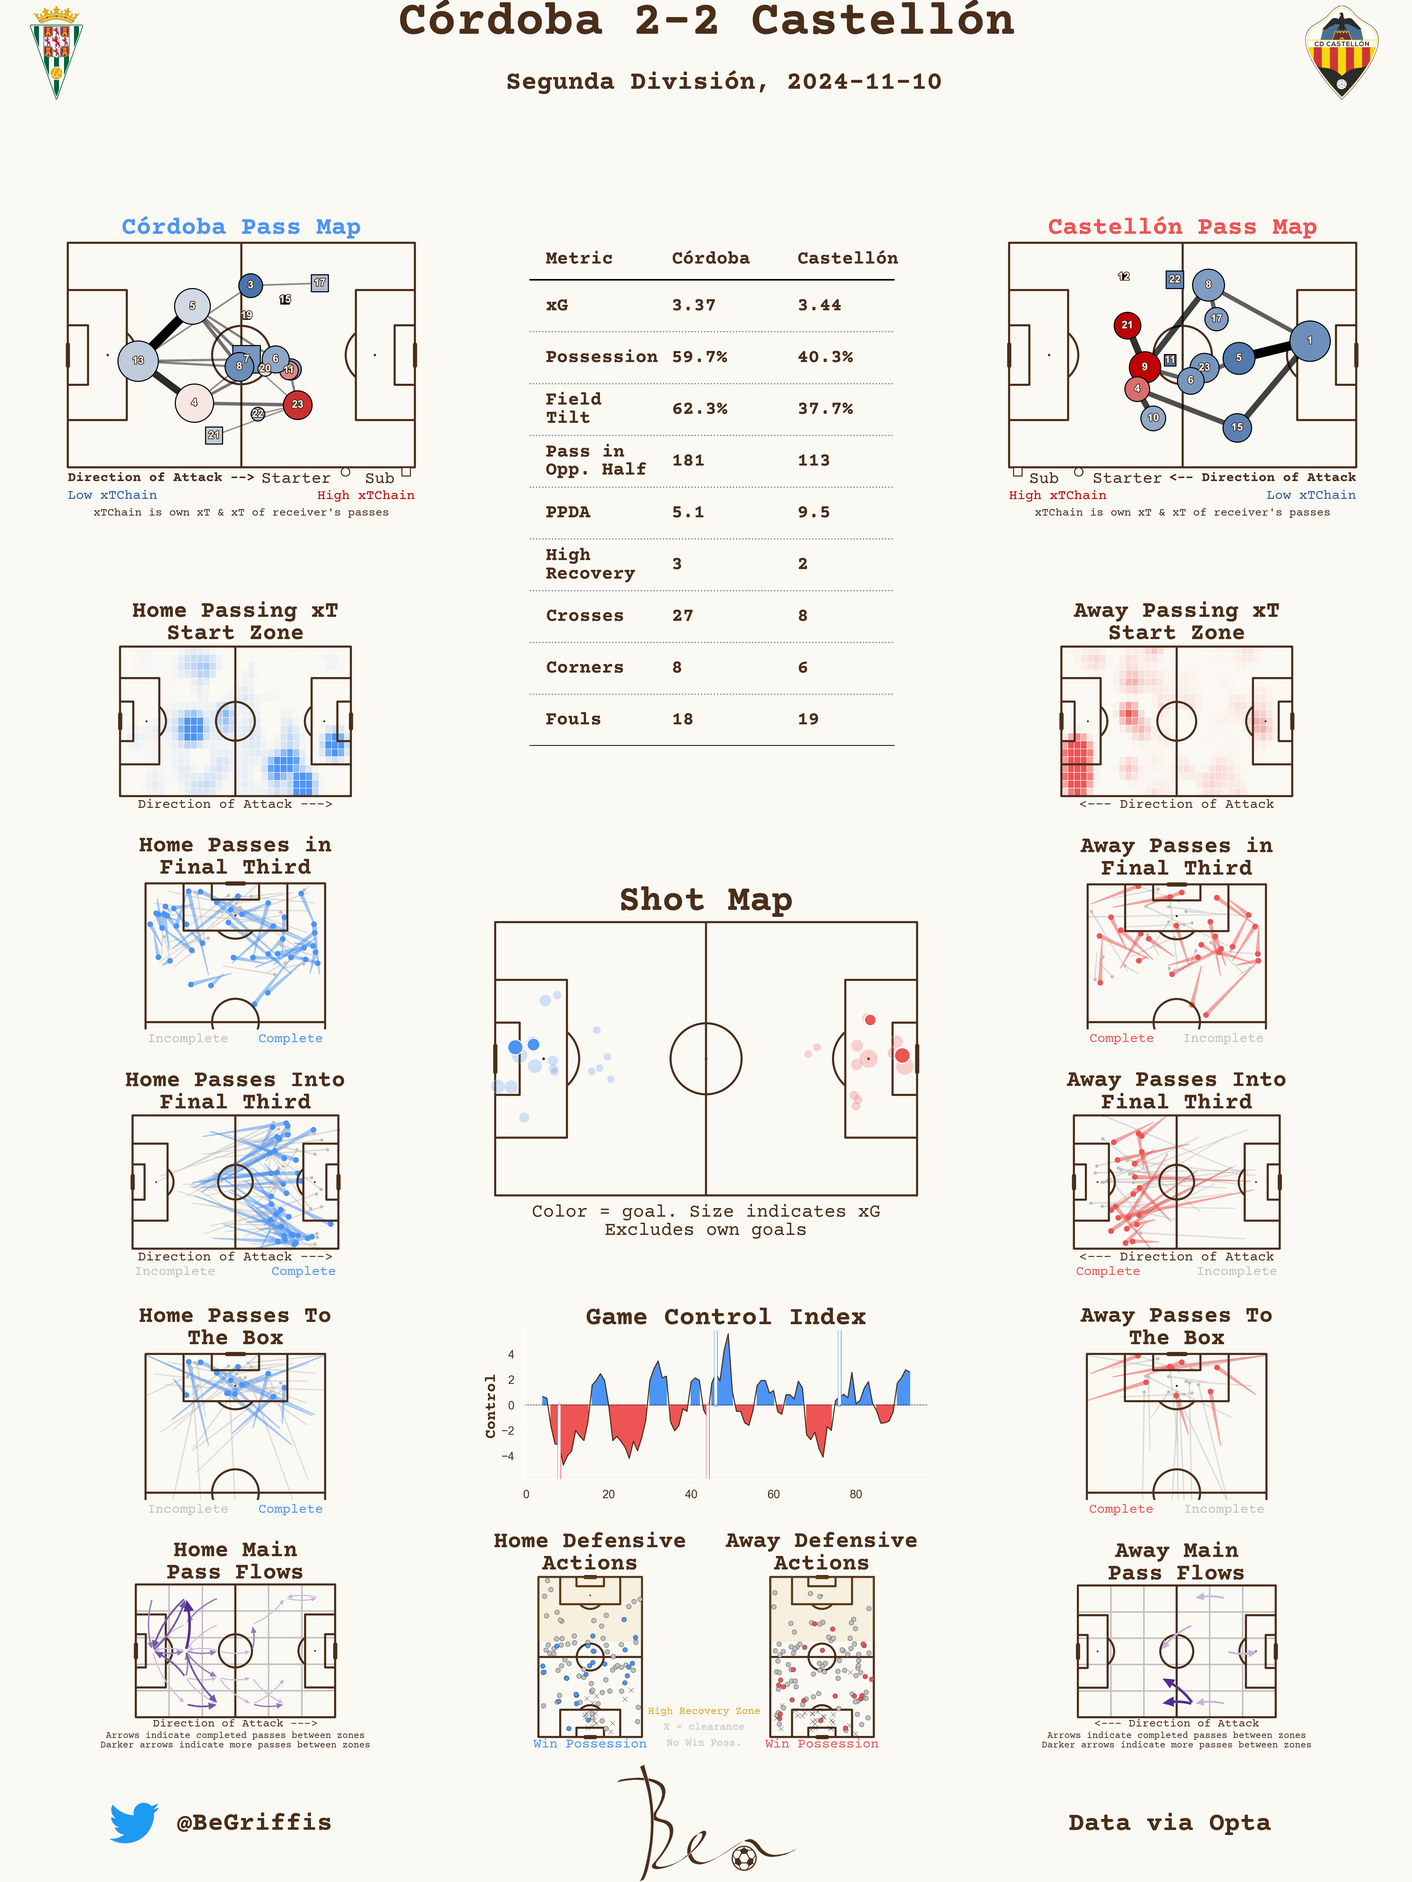 Córdoba 2-2 Castellón
Segunda División, 2024-11-10
CD CASTELLÓN
Córdoba Pass Map
3
17
5
15
19
13
7
8
6
20
11
4
23
22
21
Direction of Attack --> Starter Sub
Low xTChain High xTChain
xTChain is own xT & xT of receiver's passes
Metric Córdoba Castellón
xG 3.37 3.44
Possession 59.7% 40.3%
Field
Tilt 62.3% 37.7%
Pass in
Opp. Half 181 113
PPDA 5.1 9.5
High
Recovery 3 2
Crosses 27 8
Corners 8 6
Fouls 18 19
Castellón Pass Map
12
22
8
21
17
1
11
5
9
23
6
4
10
15
Sub Starter <-- Direction of Attack
High xTChain Low xTChain
xTChain is own xT & xT of receiver's passes
Home Passing xT
Start Zone
Direction of Attack --->
Away Passing xT
Start Zone
<--- Direction of Attack
Home Passes in
Final Third
Incomplete Complete
Away Passes in
Final Third
Complete Incomplete
Shot Map
Color = goal. Size indicates xG
Excludes own goals
Home Passes Into
Final Third
Direction of Attack --->
Incomplete Complete
Away Passes Into
Final Third
<--- Direction of Attack
Complete Incomplete
Home Passes To
The Box
Incomplete Complete
Game Control Index
Control
4
2
0
−2
−4
0 20 40 60 80
Away Passes To
The Box
Complete Incomplete
Home Main
Pass Flows
Direction of Attack --->
Arrows indicate completed passes between zones
Darker arrows indicate more passes between zones
Home Defensive
Actions
Win Possession
Away Defensive
Actions
Win Possession
High Recovery Zone
X = clearance
No Win Poss.
Away Main
Pass Flows
<--- Direction of Attack
Arrows indicate completed passes between zones
Darker arrows indicate more passes between zones
@BeGriffis
Ben
Data via Opta